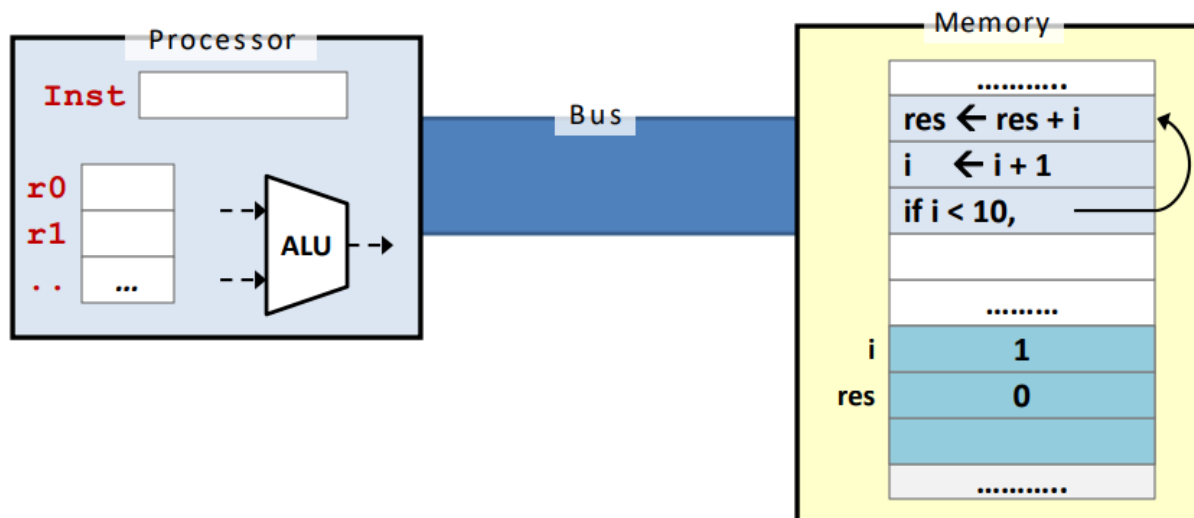 Processor
Inst
r0
r1
.. ...
ALU
Bus
Memory
………..
res ← res + i
i ← i + 1
if i < 10,
………
i 1
res 0
………..